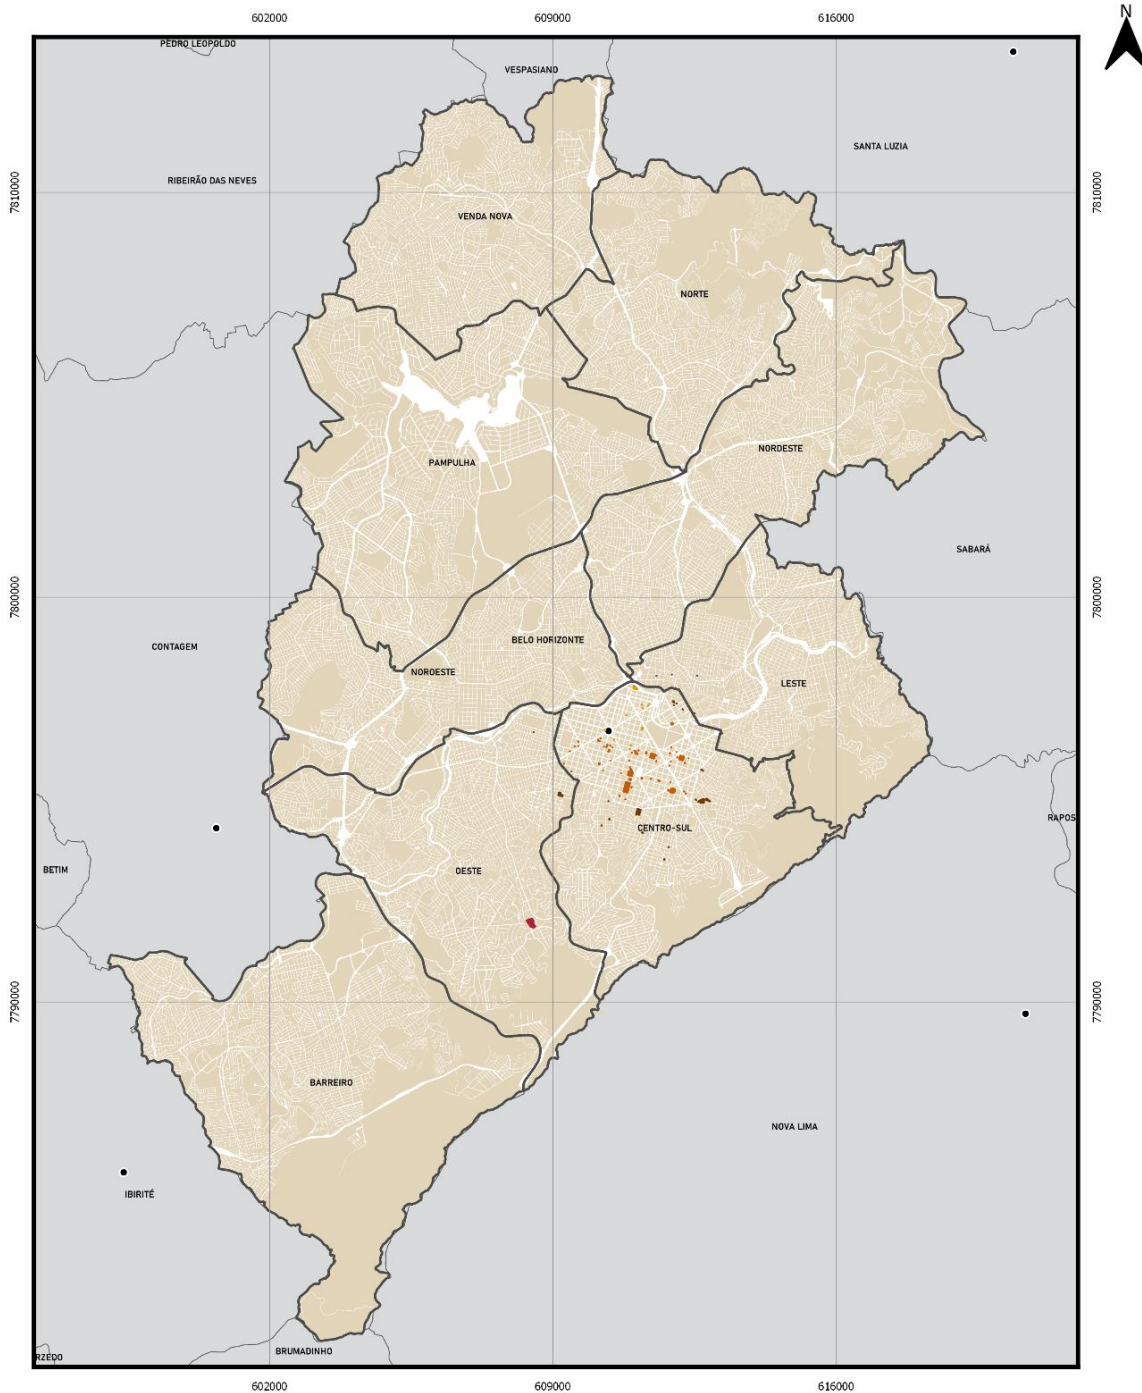 602000
609000
616000
N
PEDRO LEOPOLDO
VESPASIANO
SANTA LUZIA
RIBEIRÃO DAS NEVES
7810000
7810000
VENDA NOVA
NORTE
NORDESTE
PAMPULHA
SABARÁ
7800000
7800000
BELO HORIZONTE
CONTAGEM
NOROESTE
LESTE
RAPOS
CENTRO-SUL
BETIM
OESTE
7790000
7790000
BARREIRO
NOVA LIMA
IBIRITÉ
BRUMADINHO
RZEDO
602000
609000
616000